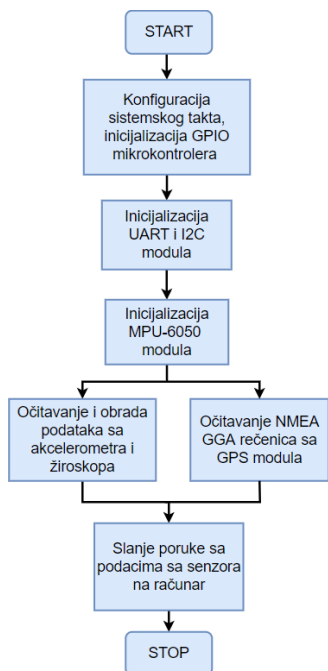 START
Konfiguracija
sistemskog takta,
inicijalizacija GPIO
mikrokontrolera
Inicijalizacija
UART i I2C
modula
Inicijalizacija
MPU-6050
modula
Očitavanje i obrada
podataka sa
akcelerometra i
žiroskopa
Očitavanje NMEA
GGA rečenica sa
GPS modula
Slanje poruke sa
podacima sa senzora
na računar
STOP